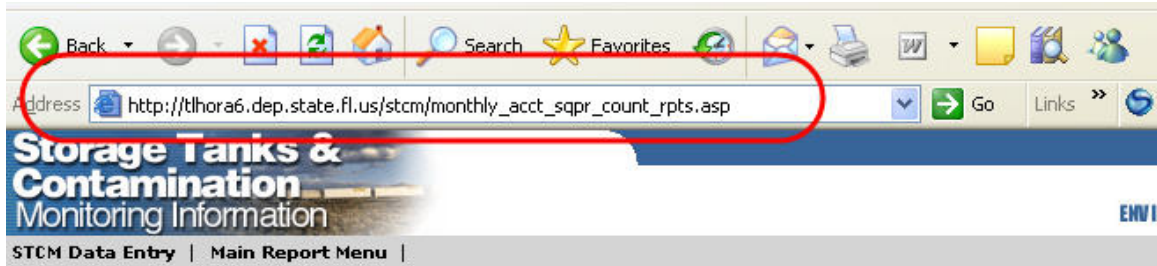 Back Search Favorites
Address http://tlhora6.dep.state.fl.us/stcm/monthly_acct_sqpr_count_rpts.asp Go Links »
Storage Tanks &
Contamination
Monitoring Information
ENVI
STCM Data Entry | Main Report Menu |